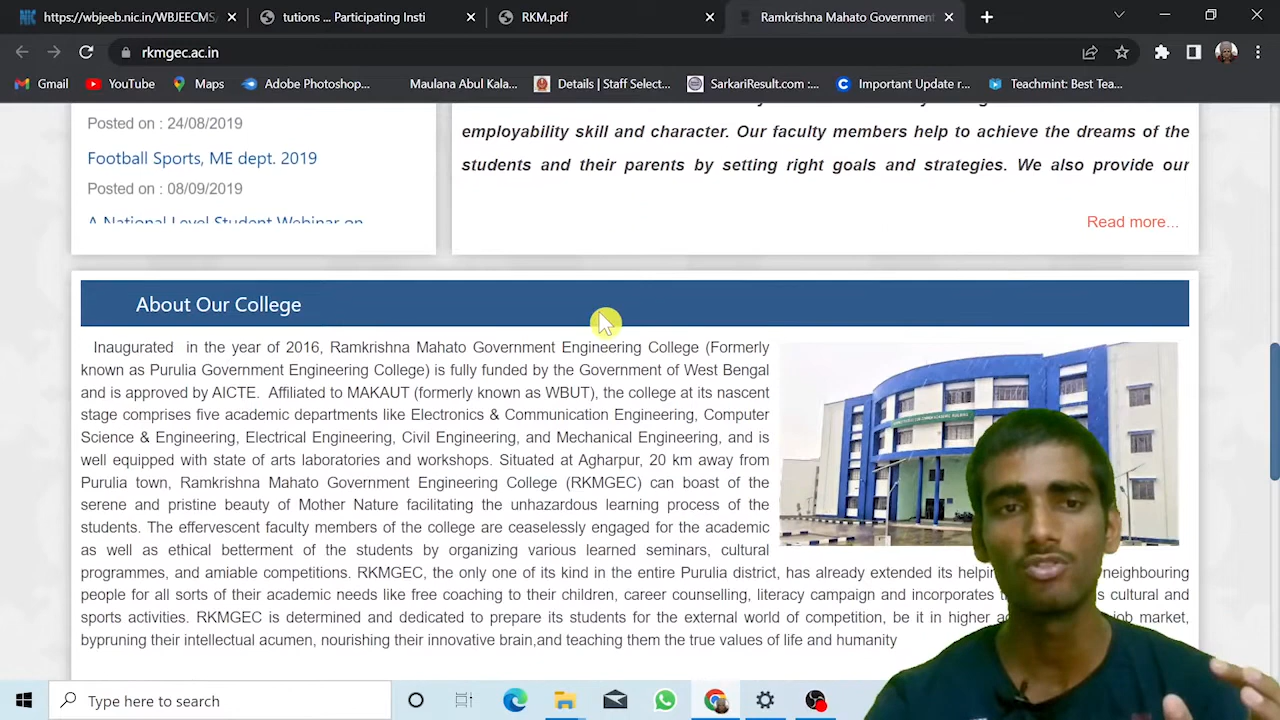 https://wbjeeb.nic.in/WBJEECMS/
tutions ... Participating Insti
RKM.pdf
Ramkrishna Mahato Government
rkmgec.ac.in
Gmail
YouTube
Maps
Adobe Photoshop...
Maulana Abul Kala...
Details | Staff Select...
SarkariResult.com :...
Important Update r...
Teachmint: Best Tea...
Posted on : 24/08/2019
Football Sports, ME dept. 2019
Posted on : 08/09/2019
A National Level Student Webinar on
employability skill and character. Our faculty members help to achieve the dreams of the
students and their parents by setting right goals and strategies. We also provide our
Read more...
About Our College
Inaugurated in the year of 2016, Ramkrishna Mahato Government Engineering College (Formerly
known as Purulia Government Engineering College) is fully funded by the Government of West Bengal
and is approved by AICTE. Affiliated to MAKAUT (formerly known as WBUT), the college at its nascent
stage comprises five academic departments like Electronics & Communication Engineering, Computer
Science & Engineering, Electrical Engineering, Civil Engineering, and Mechanical Engineering, and is
well equipped with state of arts laboratories and workshops. Situated at Agharpur, 20 km away from
Purulia town, Ramkrishna Mahato Government Engineering College (RKMGEC) can boast of the
serene and pristine beauty of Mother Nature facilitating the unhazardous learning process of the
students. The effervescent faculty members of the college are ceaselessly engaged for the academic
as well as ethical betterment of the students by organizing various learned seminars, cultural
programmes, and amiable competitions. RKMGEC, the only one of its kind in the entire Purulia district, has already extended its neighbouring
people for all sorts of their academic needs like free coaching to their children, career counselling, literacy campaign and incorporates cultural and
sports activities. RKMGEC is determined and dedicated to prepare its students for the external world of competition, be it in higher market,
bypruning their intellectual acumen, nourishing their innovative brain,and teaching them the true values of life and humanity
Type here to search